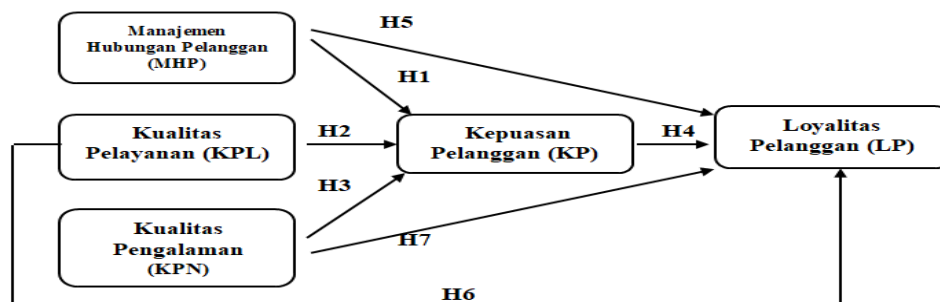 Manajemen
Hubungan Pelanggan
(MHP)
H5
H1
Kualitas
Pelayanan (KPL)
H2
Kepuasan
Pelanggan (KP)
H4
Loyalitas
Pelanggan (LP)
H3
Kualitas
Pengalaman
(KPN)
H7
H6